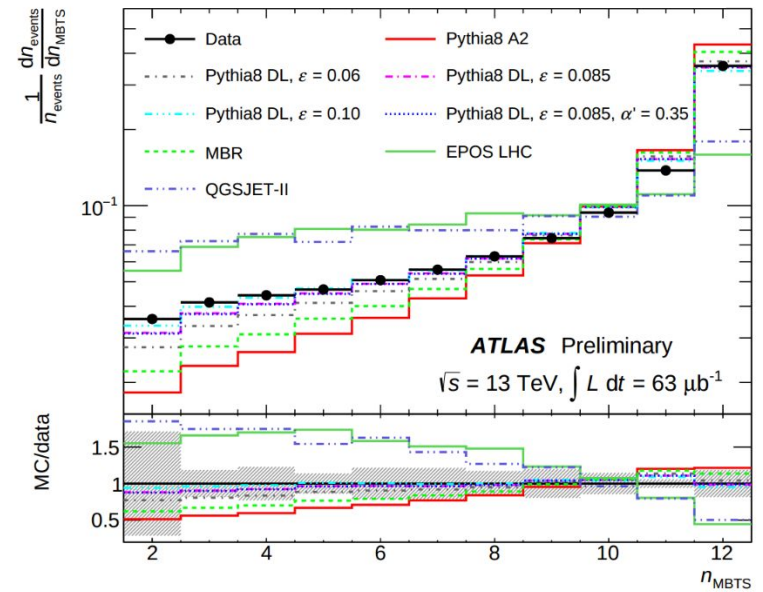 1/n_events dn_events/dn_MBTS
Data
Pythia8 A2
Pythia8 DL, ε = 0.06
Pythia8 DL, ε = 0.085
Pythia8 DL, ε = 0.10
Pythia8 DL, ε = 0.085, α' = 0.35
MBR
EPOS LHC
QGSJET-II
10⁻¹
ATLAS Preliminary
√s = 13 TeV, ∫ L dt = 63 μb⁻¹
MC/data
1.5
1
0.5
2 4 6 8 10 12
n_MBTS